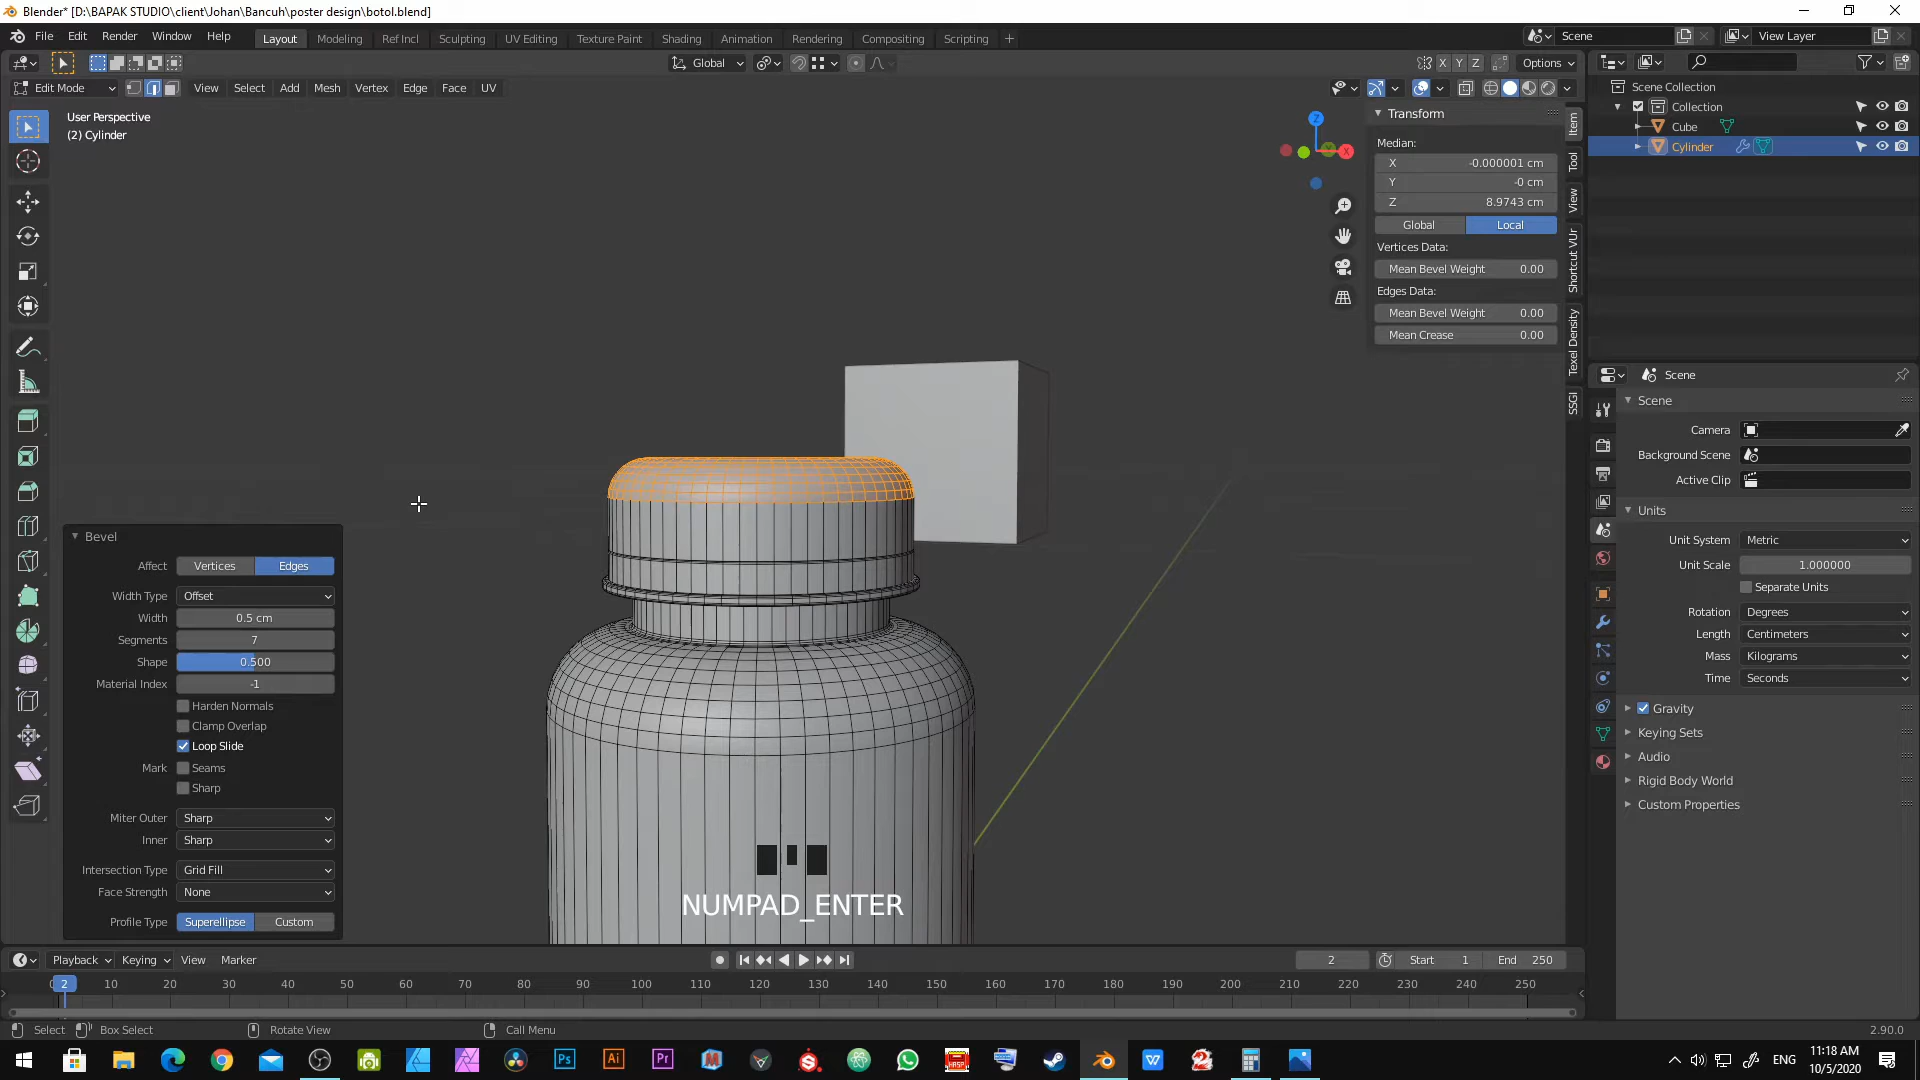 Blender* [D:\BAPAK STUDIO\client\Johan\Bancuh\poster design\botol.blend]
File Edit Render Window Help Layout Modeling Ref Incl Sculpting UV Editing Texture Paint Shading Animation Rendering Compositing Scripting + Scene View Layer
Global X Y Z Options
Edit Mode View Select Add Mesh Vertex Edge Face UV
User Perspective
(2) Cylinder
Z X
Transform
Median:
X -0.000001 cm
Y -0 cm
Z 8.9743 cm
Global Local
Vertices Data:
Mean Bevel Weight 0.00
Edges Data:
Mean Bevel Weight 0.00
Mean Crease 0.00
Item
Tool
View
Shortcut VUr
Texel Density
SSGI
Scene Collection
Collection
Cube
Cylinder
Scene
Scene
Camera
Background Scene
Active Clip
Units
Unit System Metric
Unit Scale 1.000000
Separate Units
Rotation Degrees
Length Centimeters
Mass Kilograms
Time Seconds
Gravity
Keying Sets
Audio
Rigid Body World
Custom Properties
Bevel
Affect Vertices Edges
Width Type Offset
Width 0.5 cm
Segments 7
Shape 0.500
Material Index -1
Harden Normals
Clamp Overlap
Loop Slide
Mark Seams
Sharp
Miter Outer Sharp
Inner Sharp
Intersection Type Grid Fill
Face Strength None
Profile Type Superellipse Custom
NUMPAD_ENTER
Playback Keying View Marker 2 Start 1 End 250
0 2 10 20 30 40 50 60 70 80 90 100 110 120 130 140 150 160 170 180 190 200 210 220 230 240 250
Select Box Select Rotate View Call Menu 2.90.0
Ps Ai Pr ENG 11:18 AM
10/5/2020